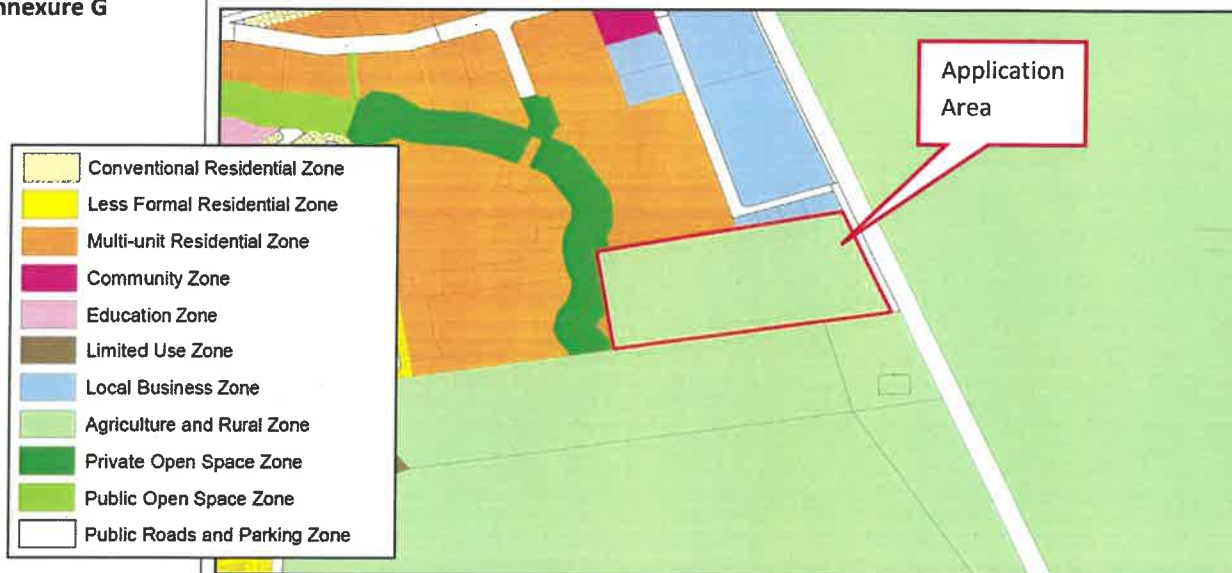 nnexure G
Application
Area
Conventional Residential Zone
Less Formal Residential Zone
Multi-unit Residential Zone
Community Zone
Education Zone
Limited Use Zone
Local Business Zone
Agriculture and Rural Zone
Private Open Space Zone
Public Open Space Zone
Public Roads and Parking Zone